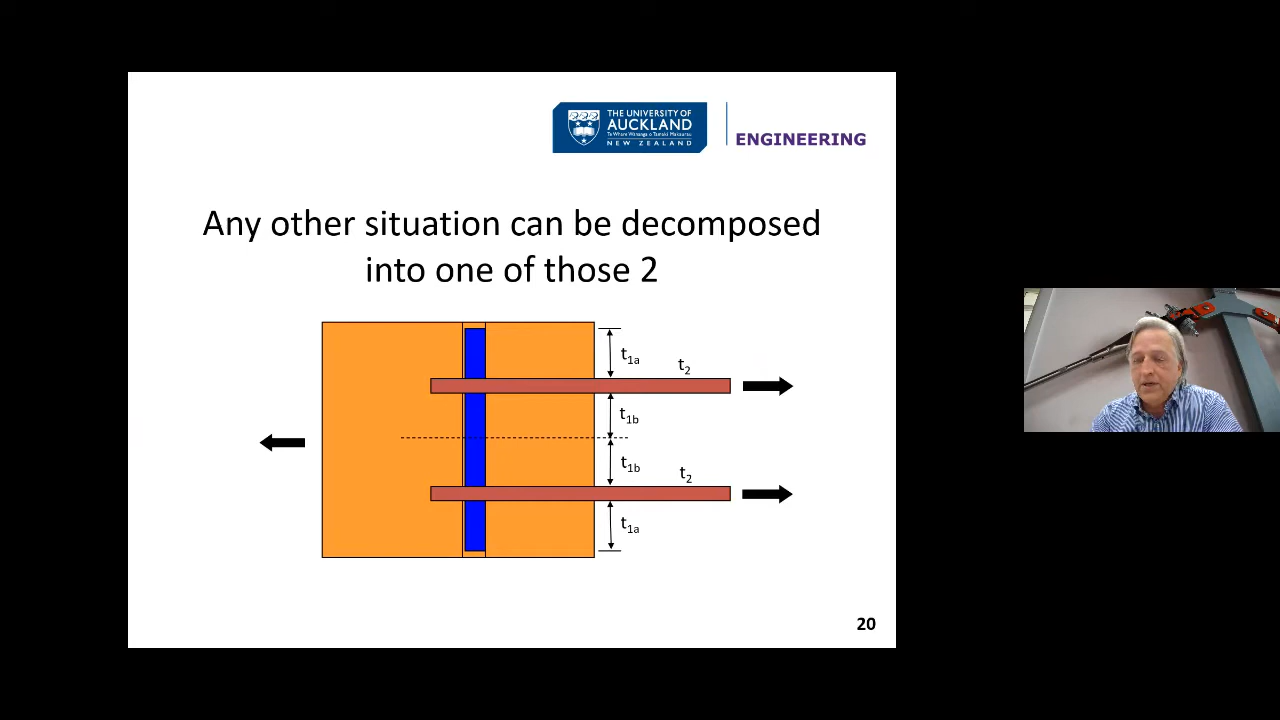 THE UNIVERSITY OF
AUCKLAND
Te Whare Wānanga o Tāmaki Makaurau
NEW ZEALAND
ENGINEERING
Any other situation can be decomposed
into one of those 2
t1a
t2
t1b
t1b
t2
t1a
20